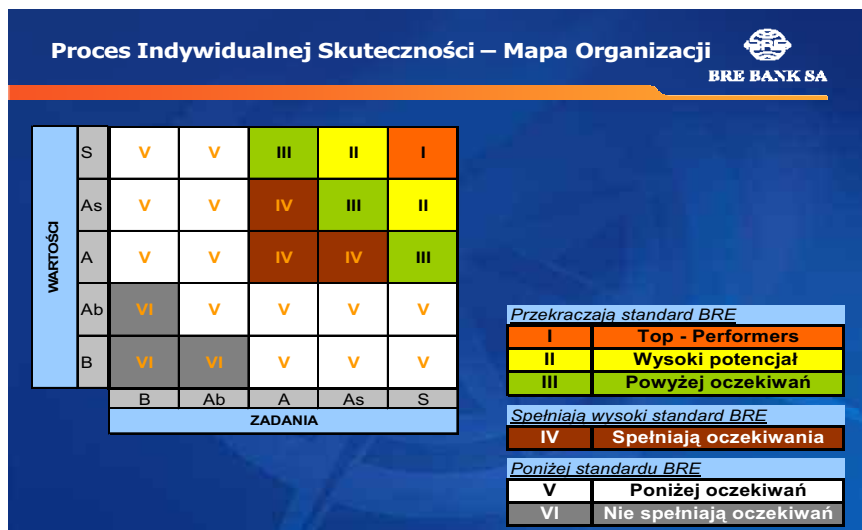 Proces Indywidualnej Skuteczności – Mapa Organizacji
BRE
BRE BANK SA
WARTOŚCI
S V V III II I
As V V IV III II
A V V IV IV III
Ab VI V V V V
B VI VI V V V
B Ab A As S
ZADANIA
Przekraczają standard BRE
I Top - Performers
II Wysoki potencjał
III Powyżej oczekiwań
Spełniają wysoki standard BRE
IV Spełniają oczekiwania
Poniżej standardu BRE
V Poniżej oczekiwań
VI Nie spełniają oczekiwań